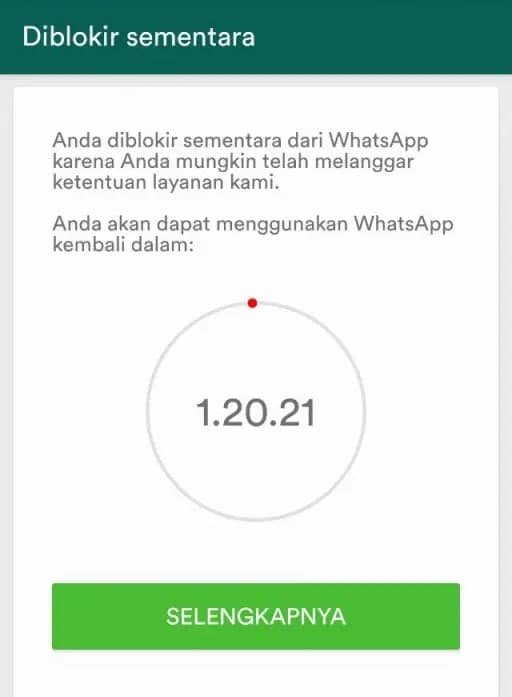 Diblokir sementara
Anda diblokir sementara dari WhatsApp
karena Anda mungkin telah melanggar
ketentuan layanan kami.
Anda akan dapat menggunakan WhatsApp
kembali dalam:
1.20.21
SELENGKAPNYA